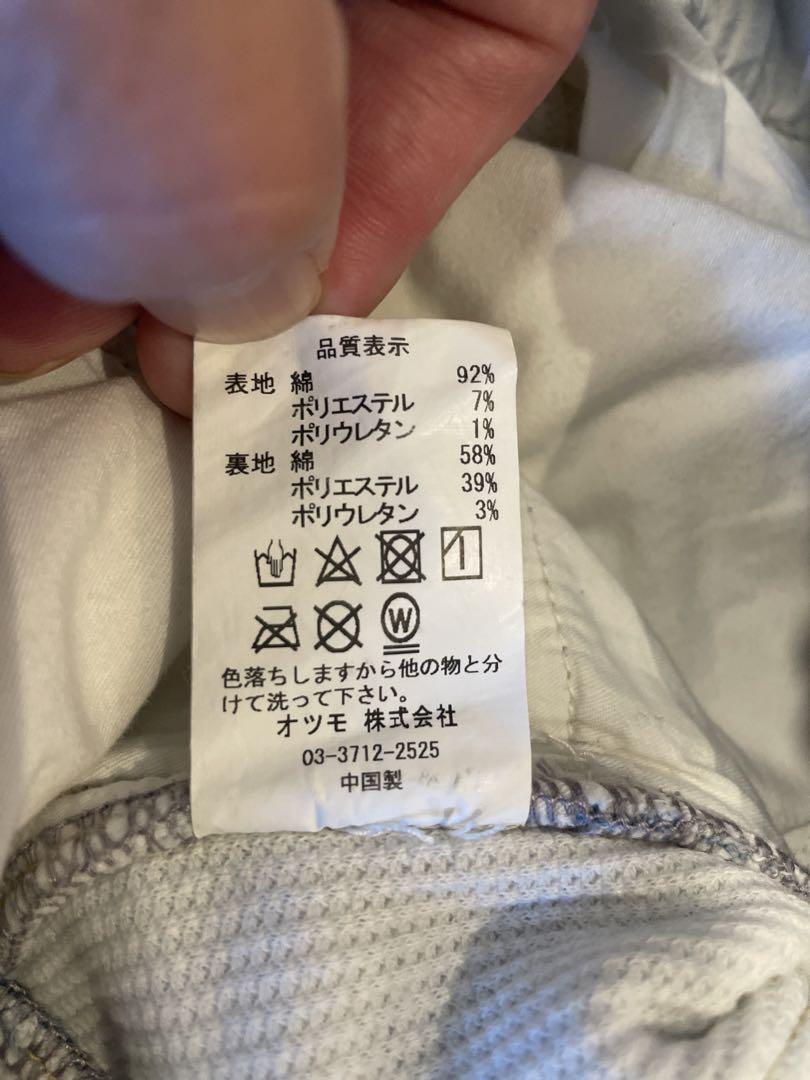 品質表示
表地 綿 92%
ポリエステル 7%
ポリウレタン 1%
裏地 綿 58%
ポリエステル 39%
ポリウレタン 3%
W
色落ちしますから他の物と分
けて洗って下さい。
オツモ 株式会社
03-3712-2525
中国製